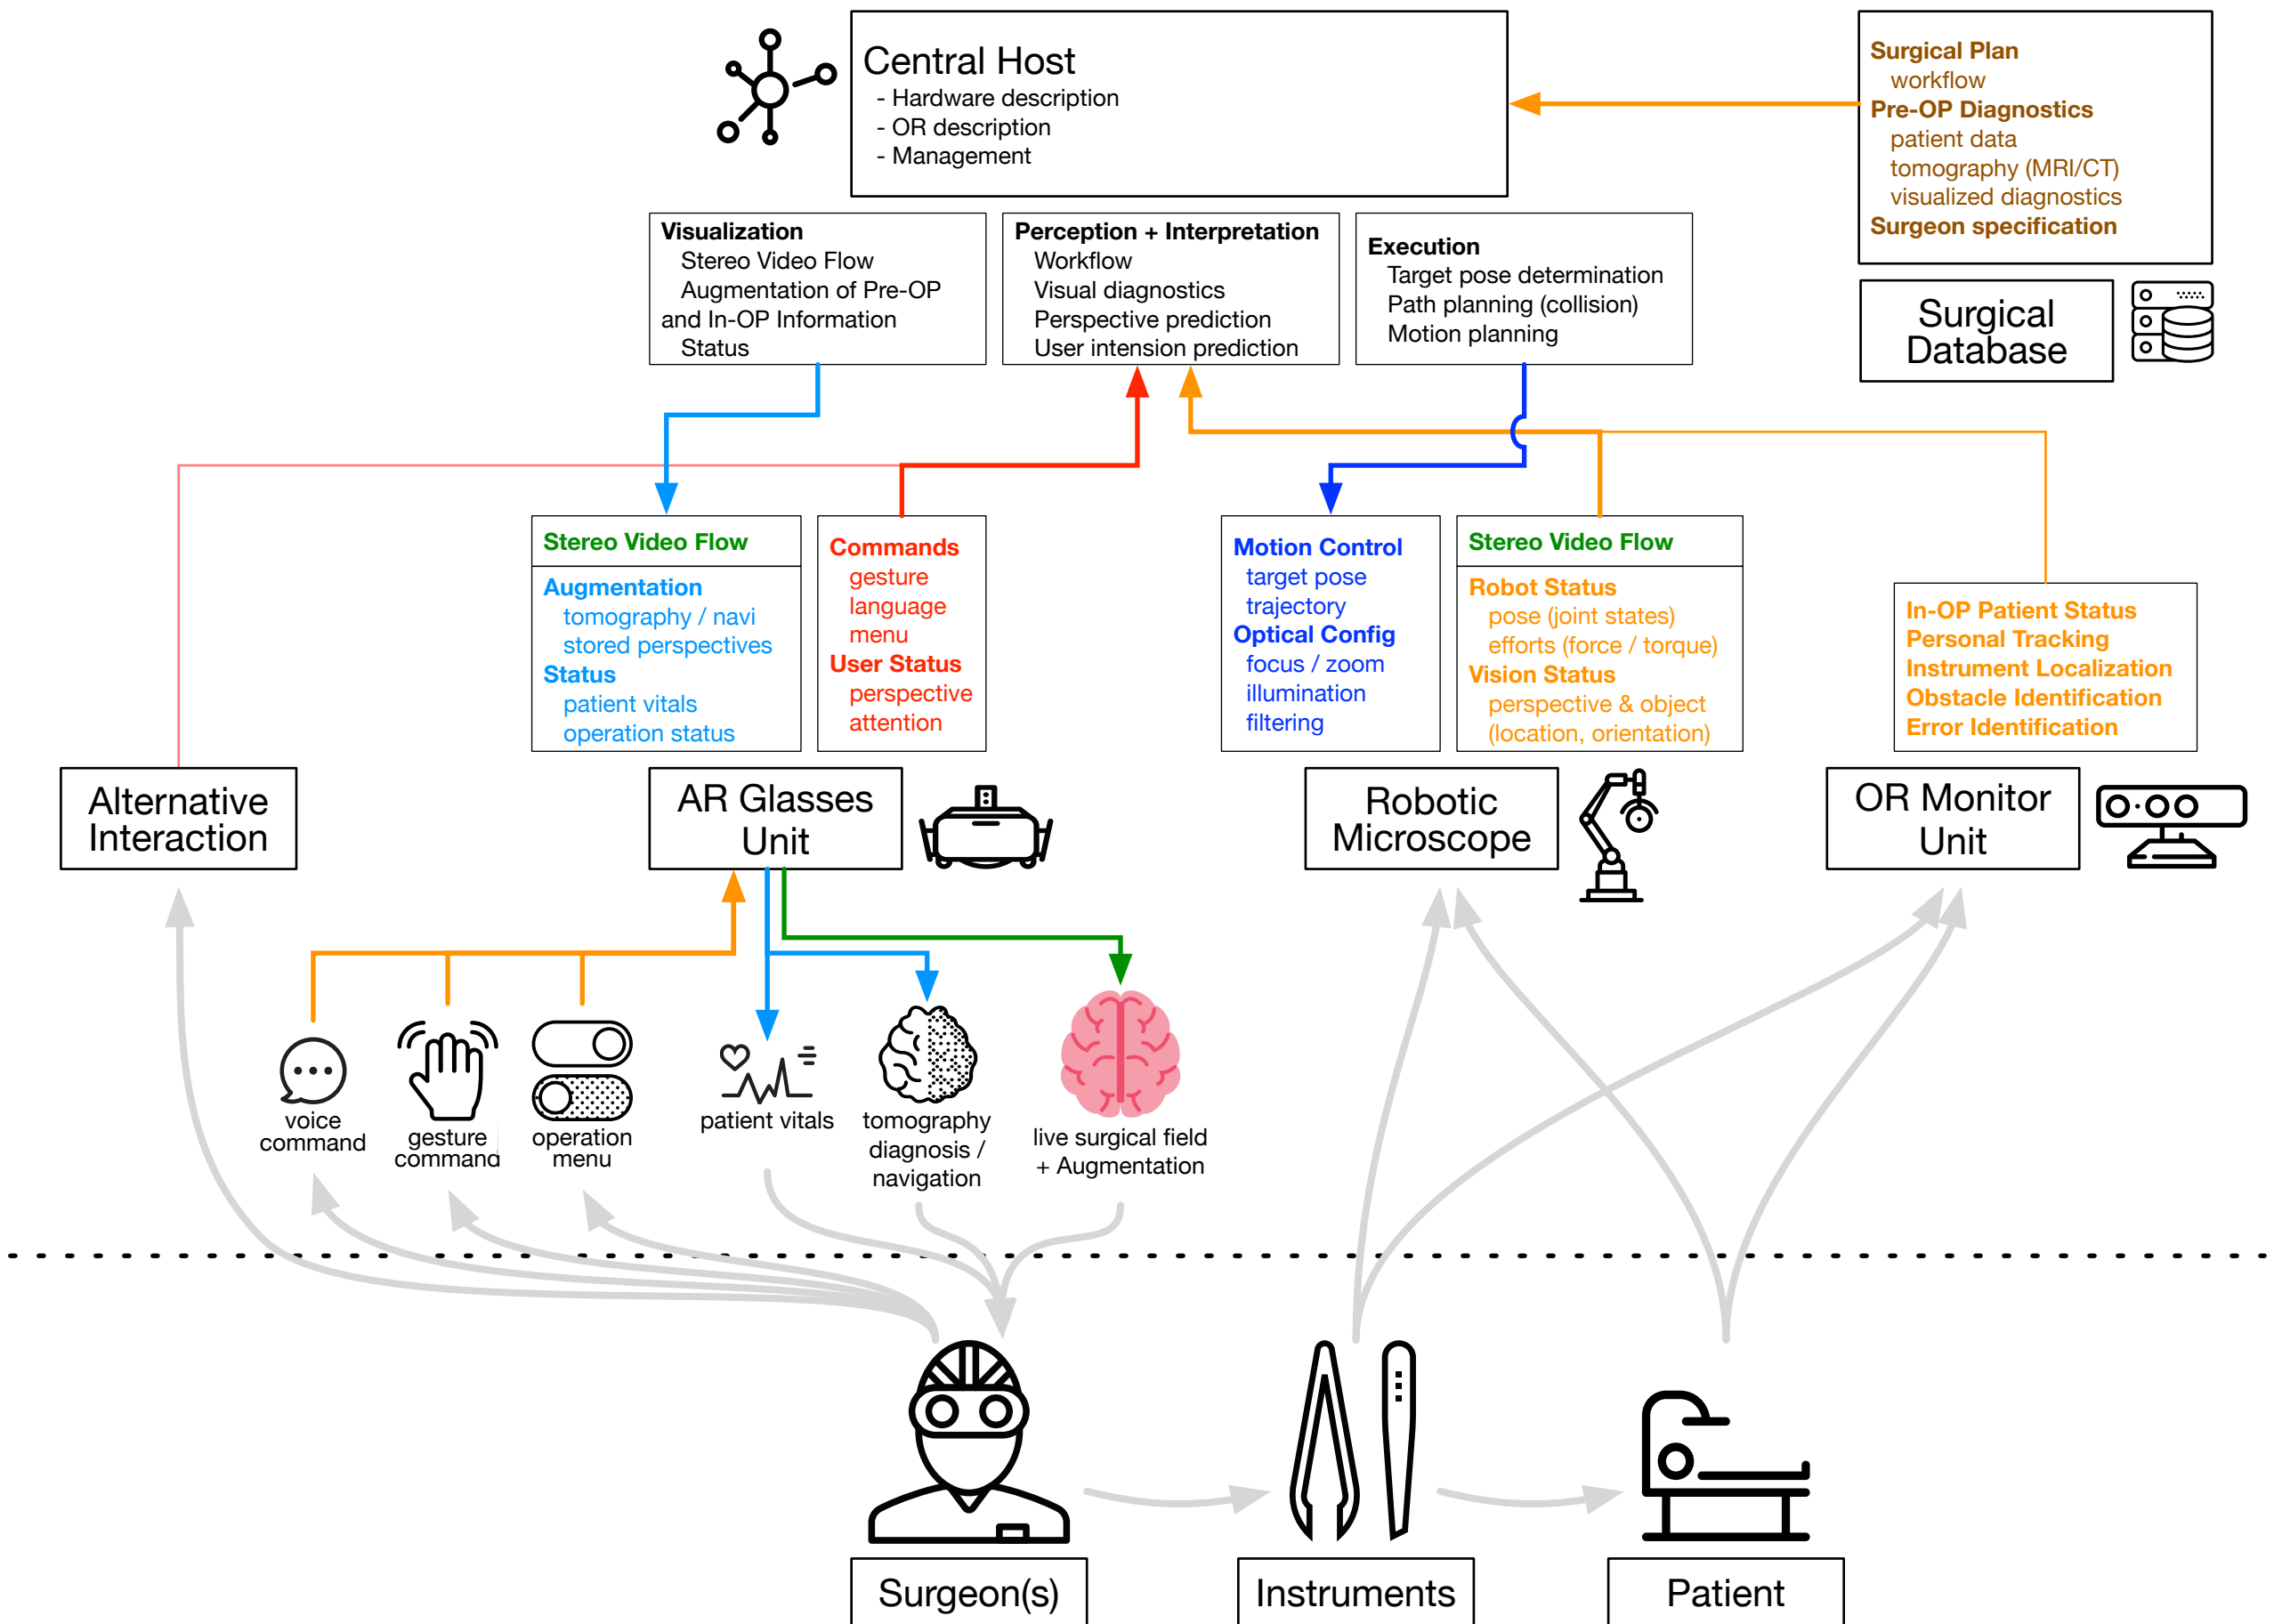 Central Host
- Hardware description
- OR description
- Management
Surgical Plan
workflow
Pre-OP Diagnostics
patient data
tomography (MRI/CT)
visualized diagnostics
Surgeon specification
Surgical
Database
Visualization
Stereo Video Flow
Augmentation of Pre-OP
and In-OP Information
Status
Perception + Interpretation
Workflow
Visual diagnostics
Perspective prediction
User intension prediction
Execution
Target pose determination
Path planning (collision)
Motion planning
Stereo Video Flow
Augmentation
tomography / navi
stored perspectives
Status
patient vitals
operation status
Commands
gesture
language
menu
User Status
perspective
attention
Motion Control
target pose
trajectory
Optical Config
focus / zoom
illumination
filtering
Stereo Video Flow
Robot Status
pose (joint states)
efforts (force / torque)
Vision Status
perspective & object
(location, orientation)
In-OP Patient Status
Personal Tracking
Instrument Localization
Obstacle Identification
Error Identification
Alternative
Interaction
AR Glasses
Unit
Robotic
Microscope
OR Monitor
Unit
voice
command
gesture
command
operation
menu
patient vitals
tomography
diagnosis /
navigation
live surgical field
+ Augmentation
Surgeon(s)
Instruments
Patient